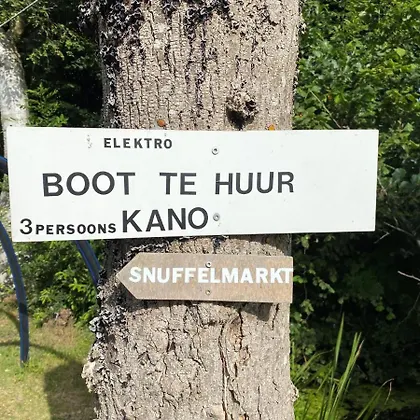 ELEKTRO
BOOT TE HUUR
3PERSOONS KANO
SNUFFELMARKT